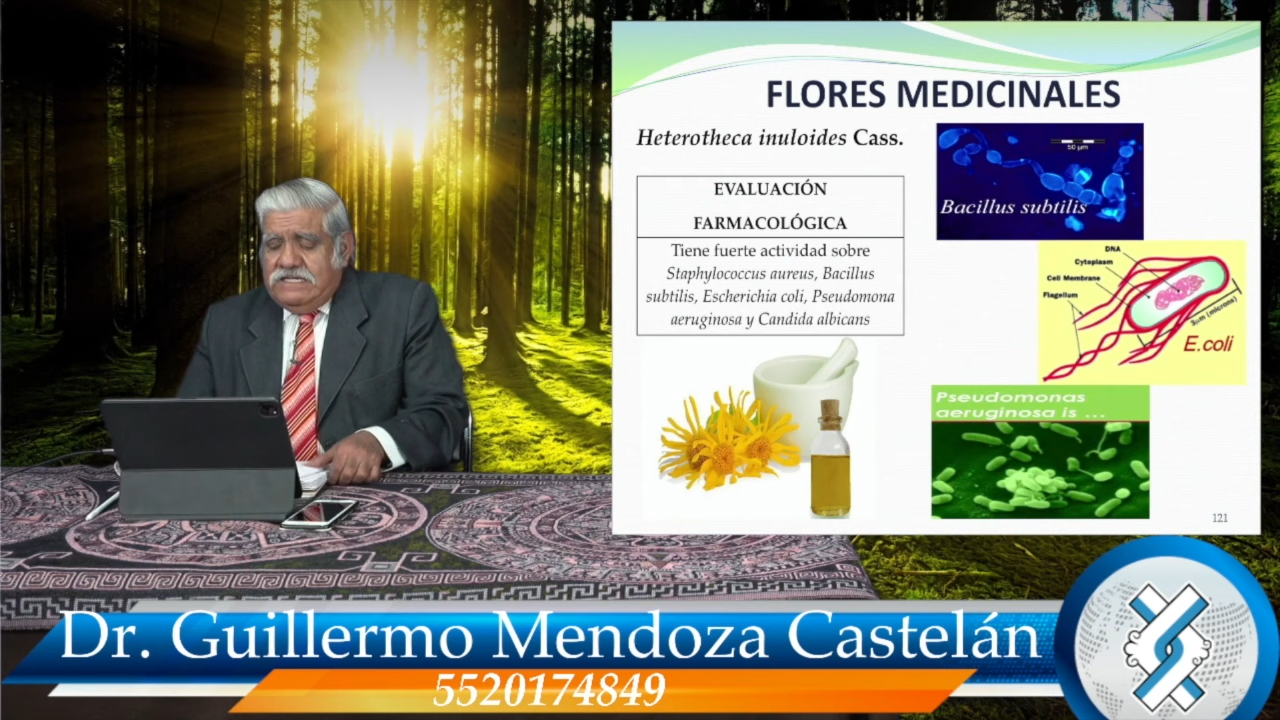 FLORES MEDICINALES
Heterotheca inuloides Cass.
EVALUACIÓN
FARMACOLÓGICA
Tiene fuerte actividad sobre
Staphylococcus aureus, Bacillus
subtilis, Escherichia coli, Pseudomona
aeruginosa y Candida albicans
50 µm
Bacillus subtilis
DNA
Cytoplasm
Cell Membrane
Flagellum
3µm (microns)
E.coli
Pseudomonas
aeruginosa is ...
121
Dr. Guillermo Mendoza Castelán
5520174849